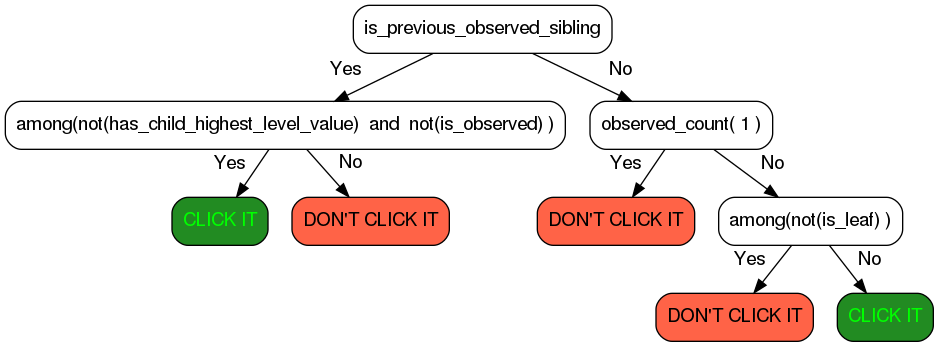 is_previous_observed_sibling
Yes
No
among(not(has_child_highest_level_value)  and  not(is_observed) )
observed_count( 1 )
Yes
No
Yes
No
CLICK IT
DON'T CLICK IT
DON'T CLICK IT
among(not(is_leaf) )
Yes
No
DON'T CLICK IT
CLICK IT